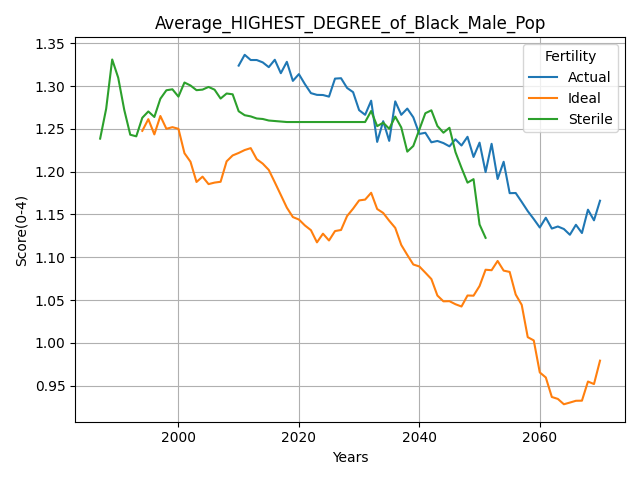 Average_HIGHEST_DEGREE_of_Black_Male_Pop
Fertility
Actual
Ideal
Sterile
Score(0-4)
1.35
1.30
1.25
1.20
1.15
1.10
1.05
1.00
0.95
2000 2020 2040 2060
Years